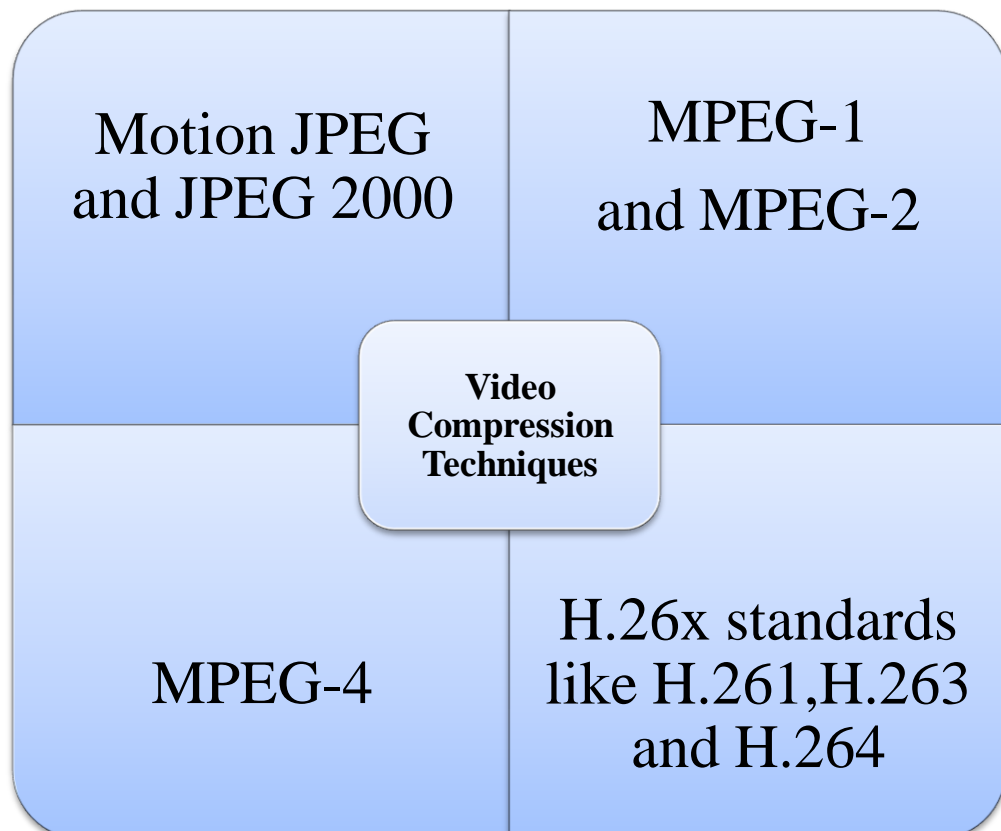 Motion JPEG
and JPEG 2000
MPEG-1
and MPEG-2
Video
Compression
Techniques
MPEG-4
H.26x standards
like H.261,H.263
and H.264